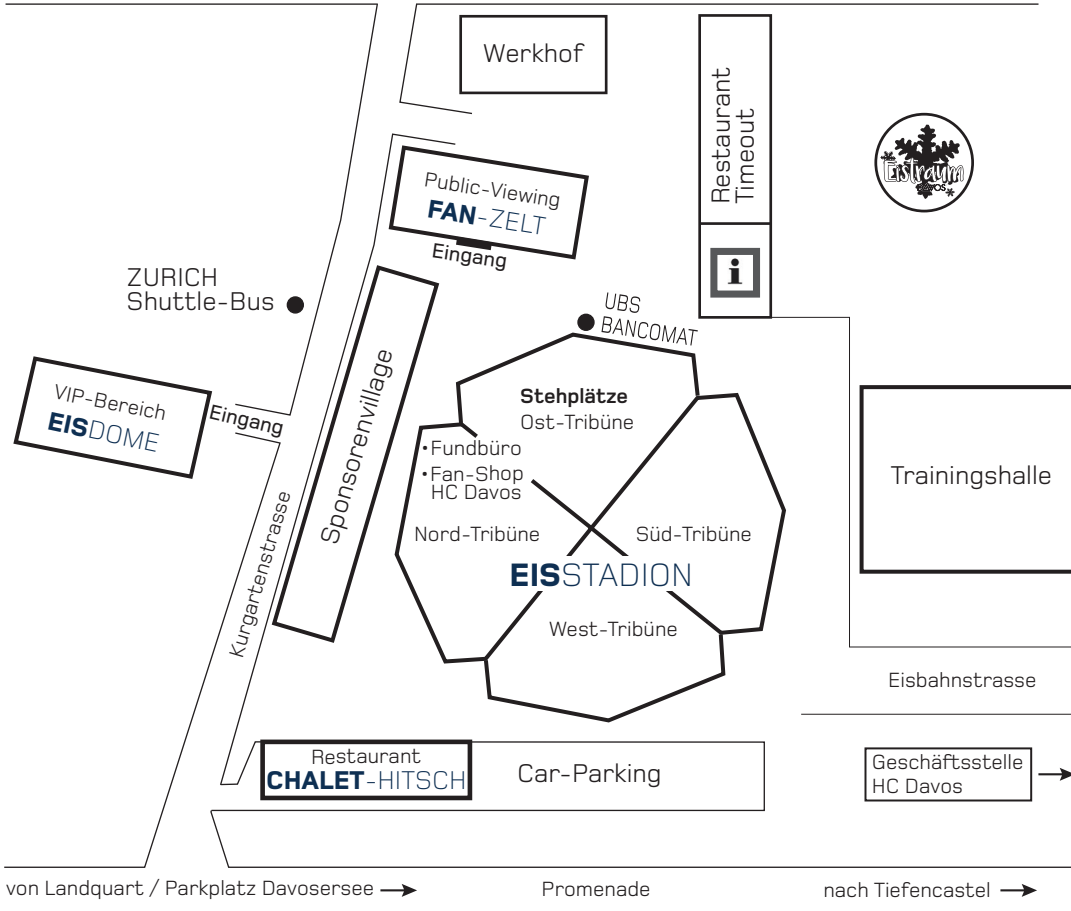 Werkhof
Restaurant
Timeout
Eistraum
DAVOS
Public-Viewing
FAN-ZELT
Eingang
i
ZURICH
Shuttle-Bus
UBS
BANCOMAT
VIP-Bereich
EISDOME
Eingang
Sponsorenvillage
Kurgartenstrasse
Stehplätze
Ost-Tribüne
•Fundbüro
•Fan-Shop
HC Davos
Nord-Tribüne
Süd-Tribüne
EISSTADION
West-Tribüne
Trainingshalle
Eisbahnstrasse
Restaurant
CHALET-HITSCH
Car-Parking
Geschäftsstelle
HC Davos
von Landquart / Parkplatz Davosersee
Promenade
nach Tiefencastel